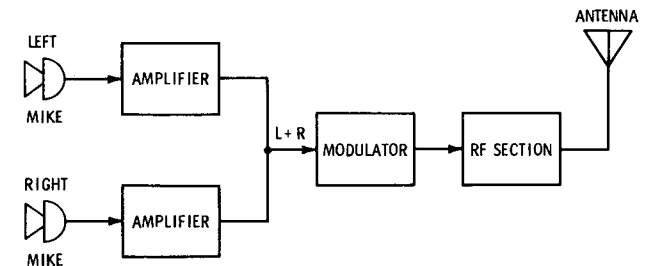 ANTENNA
LEFT
MIKE
AMPLIFIER
L+R
MODULATOR
RF SECTION
RIGHT
MIKE
AMPLIFIER